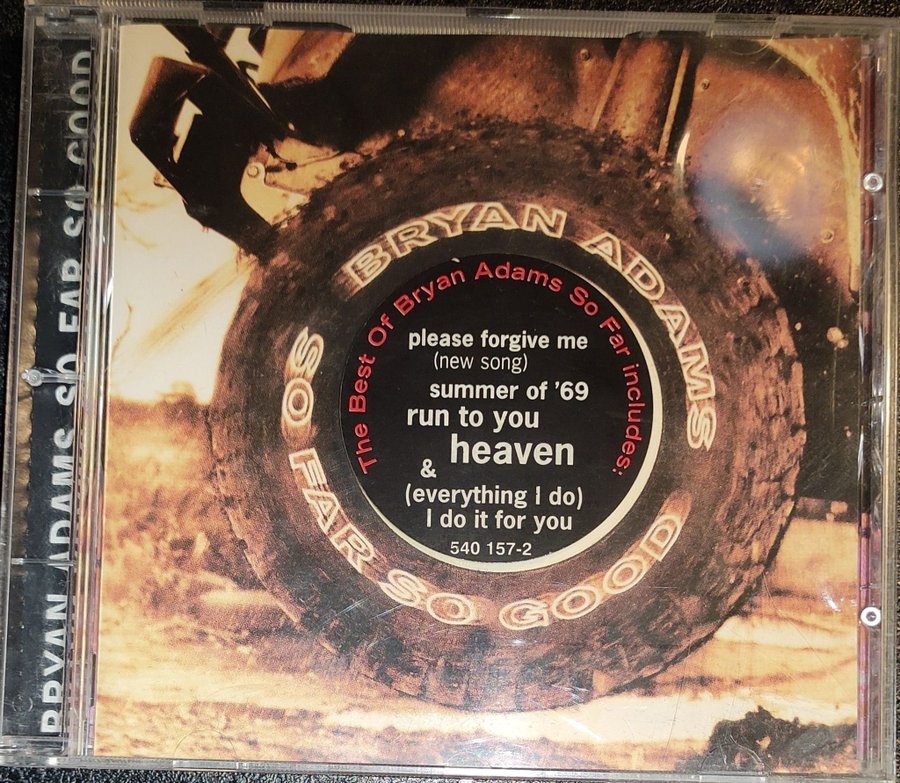 BRYAN ADAMS SO FAR SO GOOD
BRYAN ADAMS
SO FAR SO GOOD
The Best Of Bryan Adams So Far includes:
please forgive me
(new song)
summer of '69
run to you
heaven
&
(everything I do)
I do it for you
540 157-2